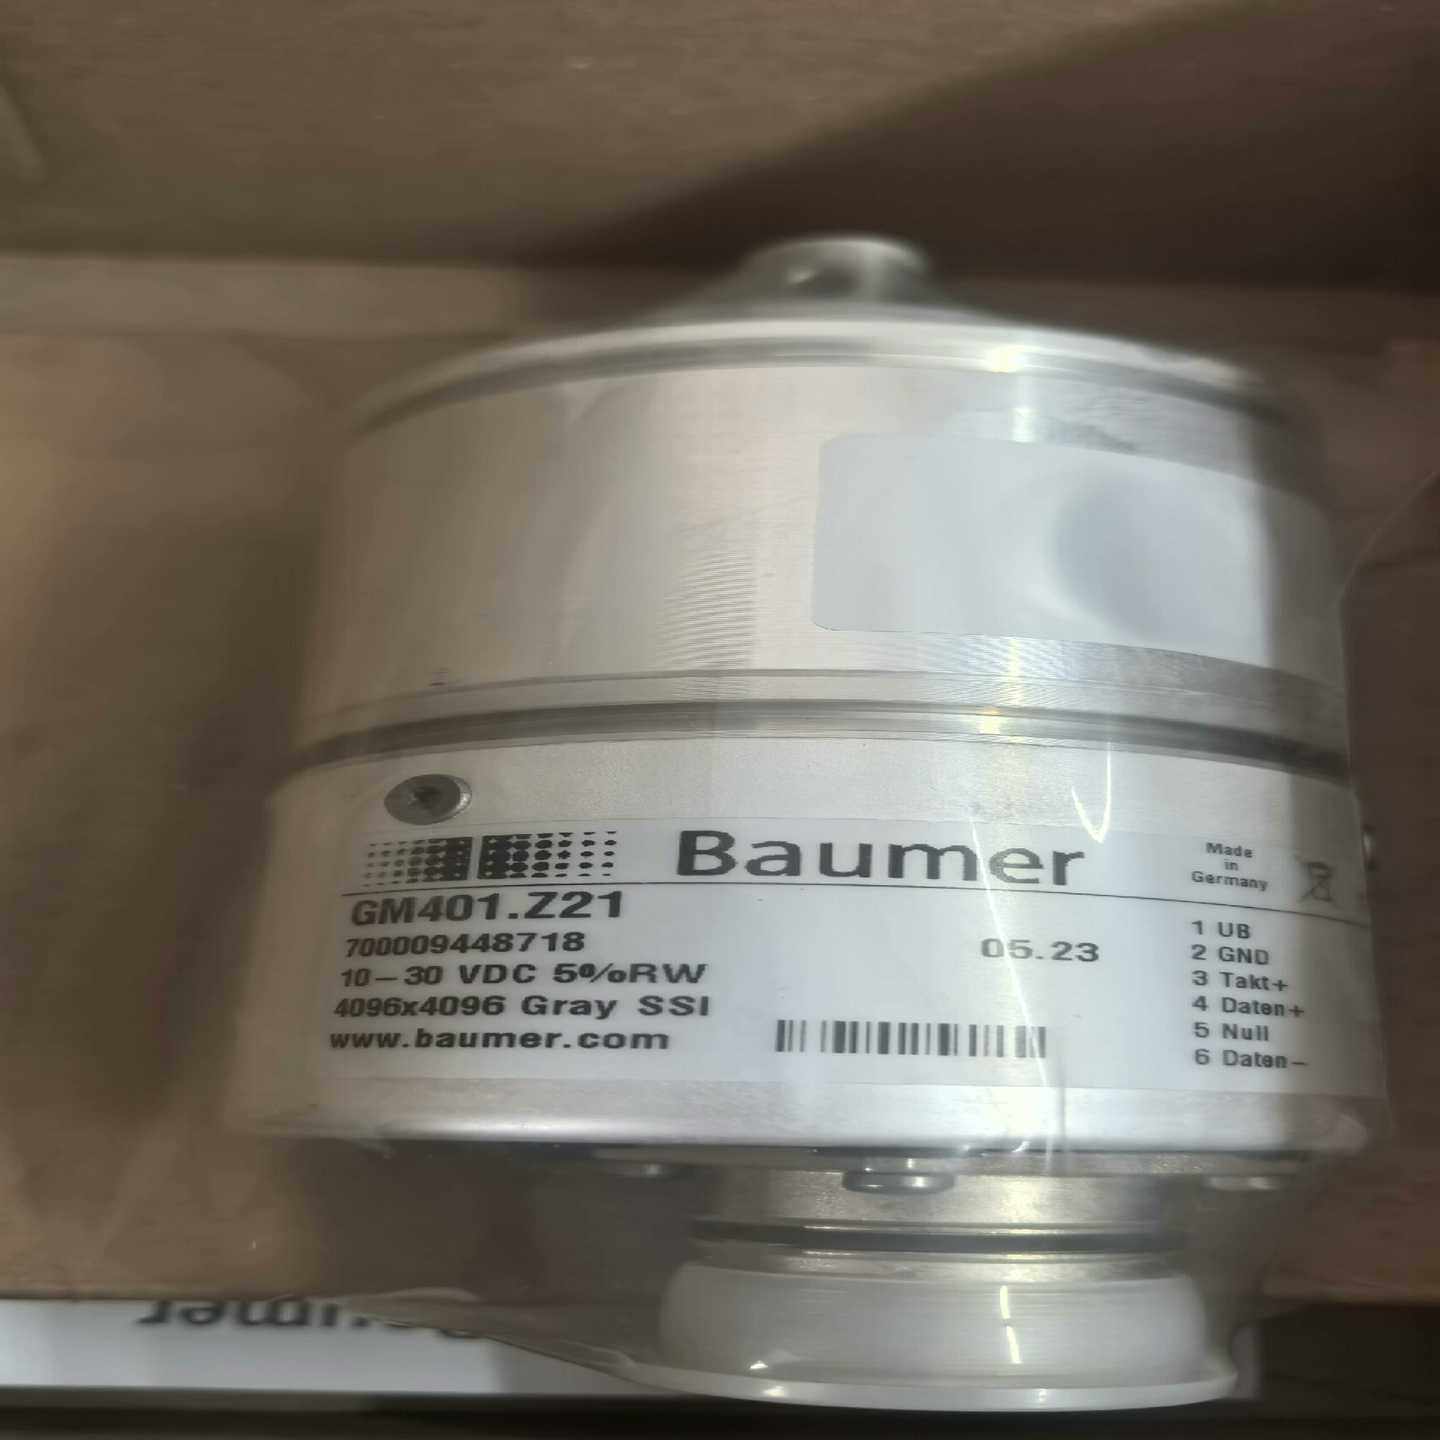 Baumer
Made
in
Germany
GM401.Z21
700009448718
05.23
10–30 VDC 5%RW
4096x4096 Gray SSI
www.baumer.com
1 UB
2 GND
3 Takt+
4 Daten+
5 Null
6 Daten–